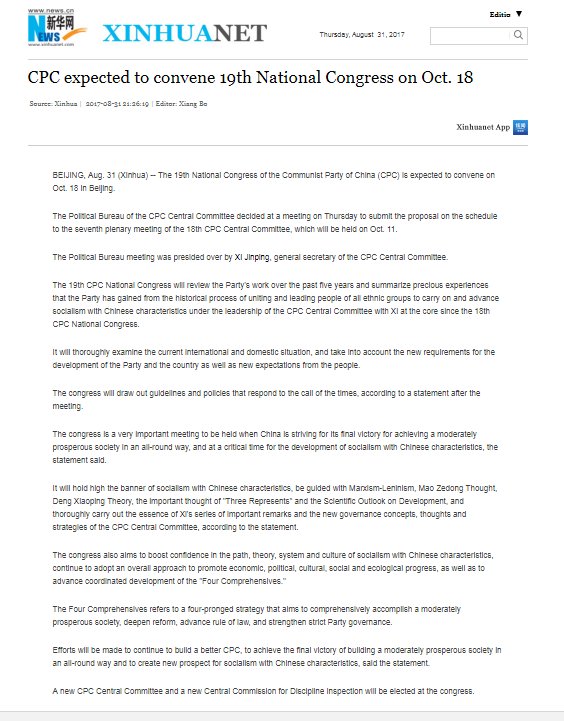 www.news.cn
新华网
NEWS
www.xinhuanet.com
XINHUANET
Thursday, August 31, 2017
Editio ▼
CPC expected to convene 19th National Congress on Oct. 18
Source: Xinhua | 2017-08-31 21:26:19 | Editor: Xiang Bo
Xinhuanet App
BEIJING, Aug. 31 (Xinhua) -- The 19th National Congress of the Communist Party of China (CPC) is expected to convene on
Oct. 18 in Beijing.
The Political Bureau of the CPC Central Committee decided at a meeting on Thursday to submit the proposal on the schedule
to the seventh plenary meeting of the 18th CPC Central Committee, which will be held on Oct. 11.
The Political Bureau meeting was presided over by Xi Jinping, general secretary of the CPC Central Committee.
The 19th CPC National Congress will review the Party's work over the past five years and summarize precious experiences
that the Party has gained from the historical process of uniting and leading people of all ethnic groups to carry on and advance
socialism with Chinese characteristics under the leadership of the CPC Central Committee with Xi at the core since the 18th
CPC National Congress.
It will thoroughly examine the current international and domestic situation, and take into account the new requirements for the
development of the Party and the country as well as new expectations from the people.
The congress will draw out guidelines and policies that respond to the call of the times, according to a statement after the
meeting.
The congress is a very important meeting to be held when China is striving for its final victory for achieving a moderately
prosperous society in an all-round way, and at a critical time for the development of socialism with Chinese characteristics, the
statement said.
It will hold high the banner of socialism with Chinese characteristics, be guided with Marxism-Leninism, Mao Zedong Thought,
Deng Xiaoping Theory, the important thought of "Three Represents" and the Scientific Outlook on Development, and
thoroughly carry out the essence of Xi's series of important remarks and the new governance concepts, thoughts and
strategies of the CPC Central Committee, according to the statement.
The congress also aims to boost confidence in the path, theory, system and culture of socialism with Chinese characteristics,
continue to adopt an overall approach to promote economic, political, cultural, social and ecological progress, as well as to
advance coordinated development of the "Four Comprehensives."
The Four Comprehensives refers to a four-pronged strategy that aims to comprehensively accomplish a moderately
prosperous society, deepen reform, advance rule of law, and strengthen strict Party governance.
Efforts will be made to continue to build a better CPC, to achieve the final victory of building a moderately prosperous society in
an all-round way and to create new prospect for socialism with Chinese characteristics, said the statement.
A new CPC Central Committee and a new Central Commission for Discipline Inspection will be elected at the congress.